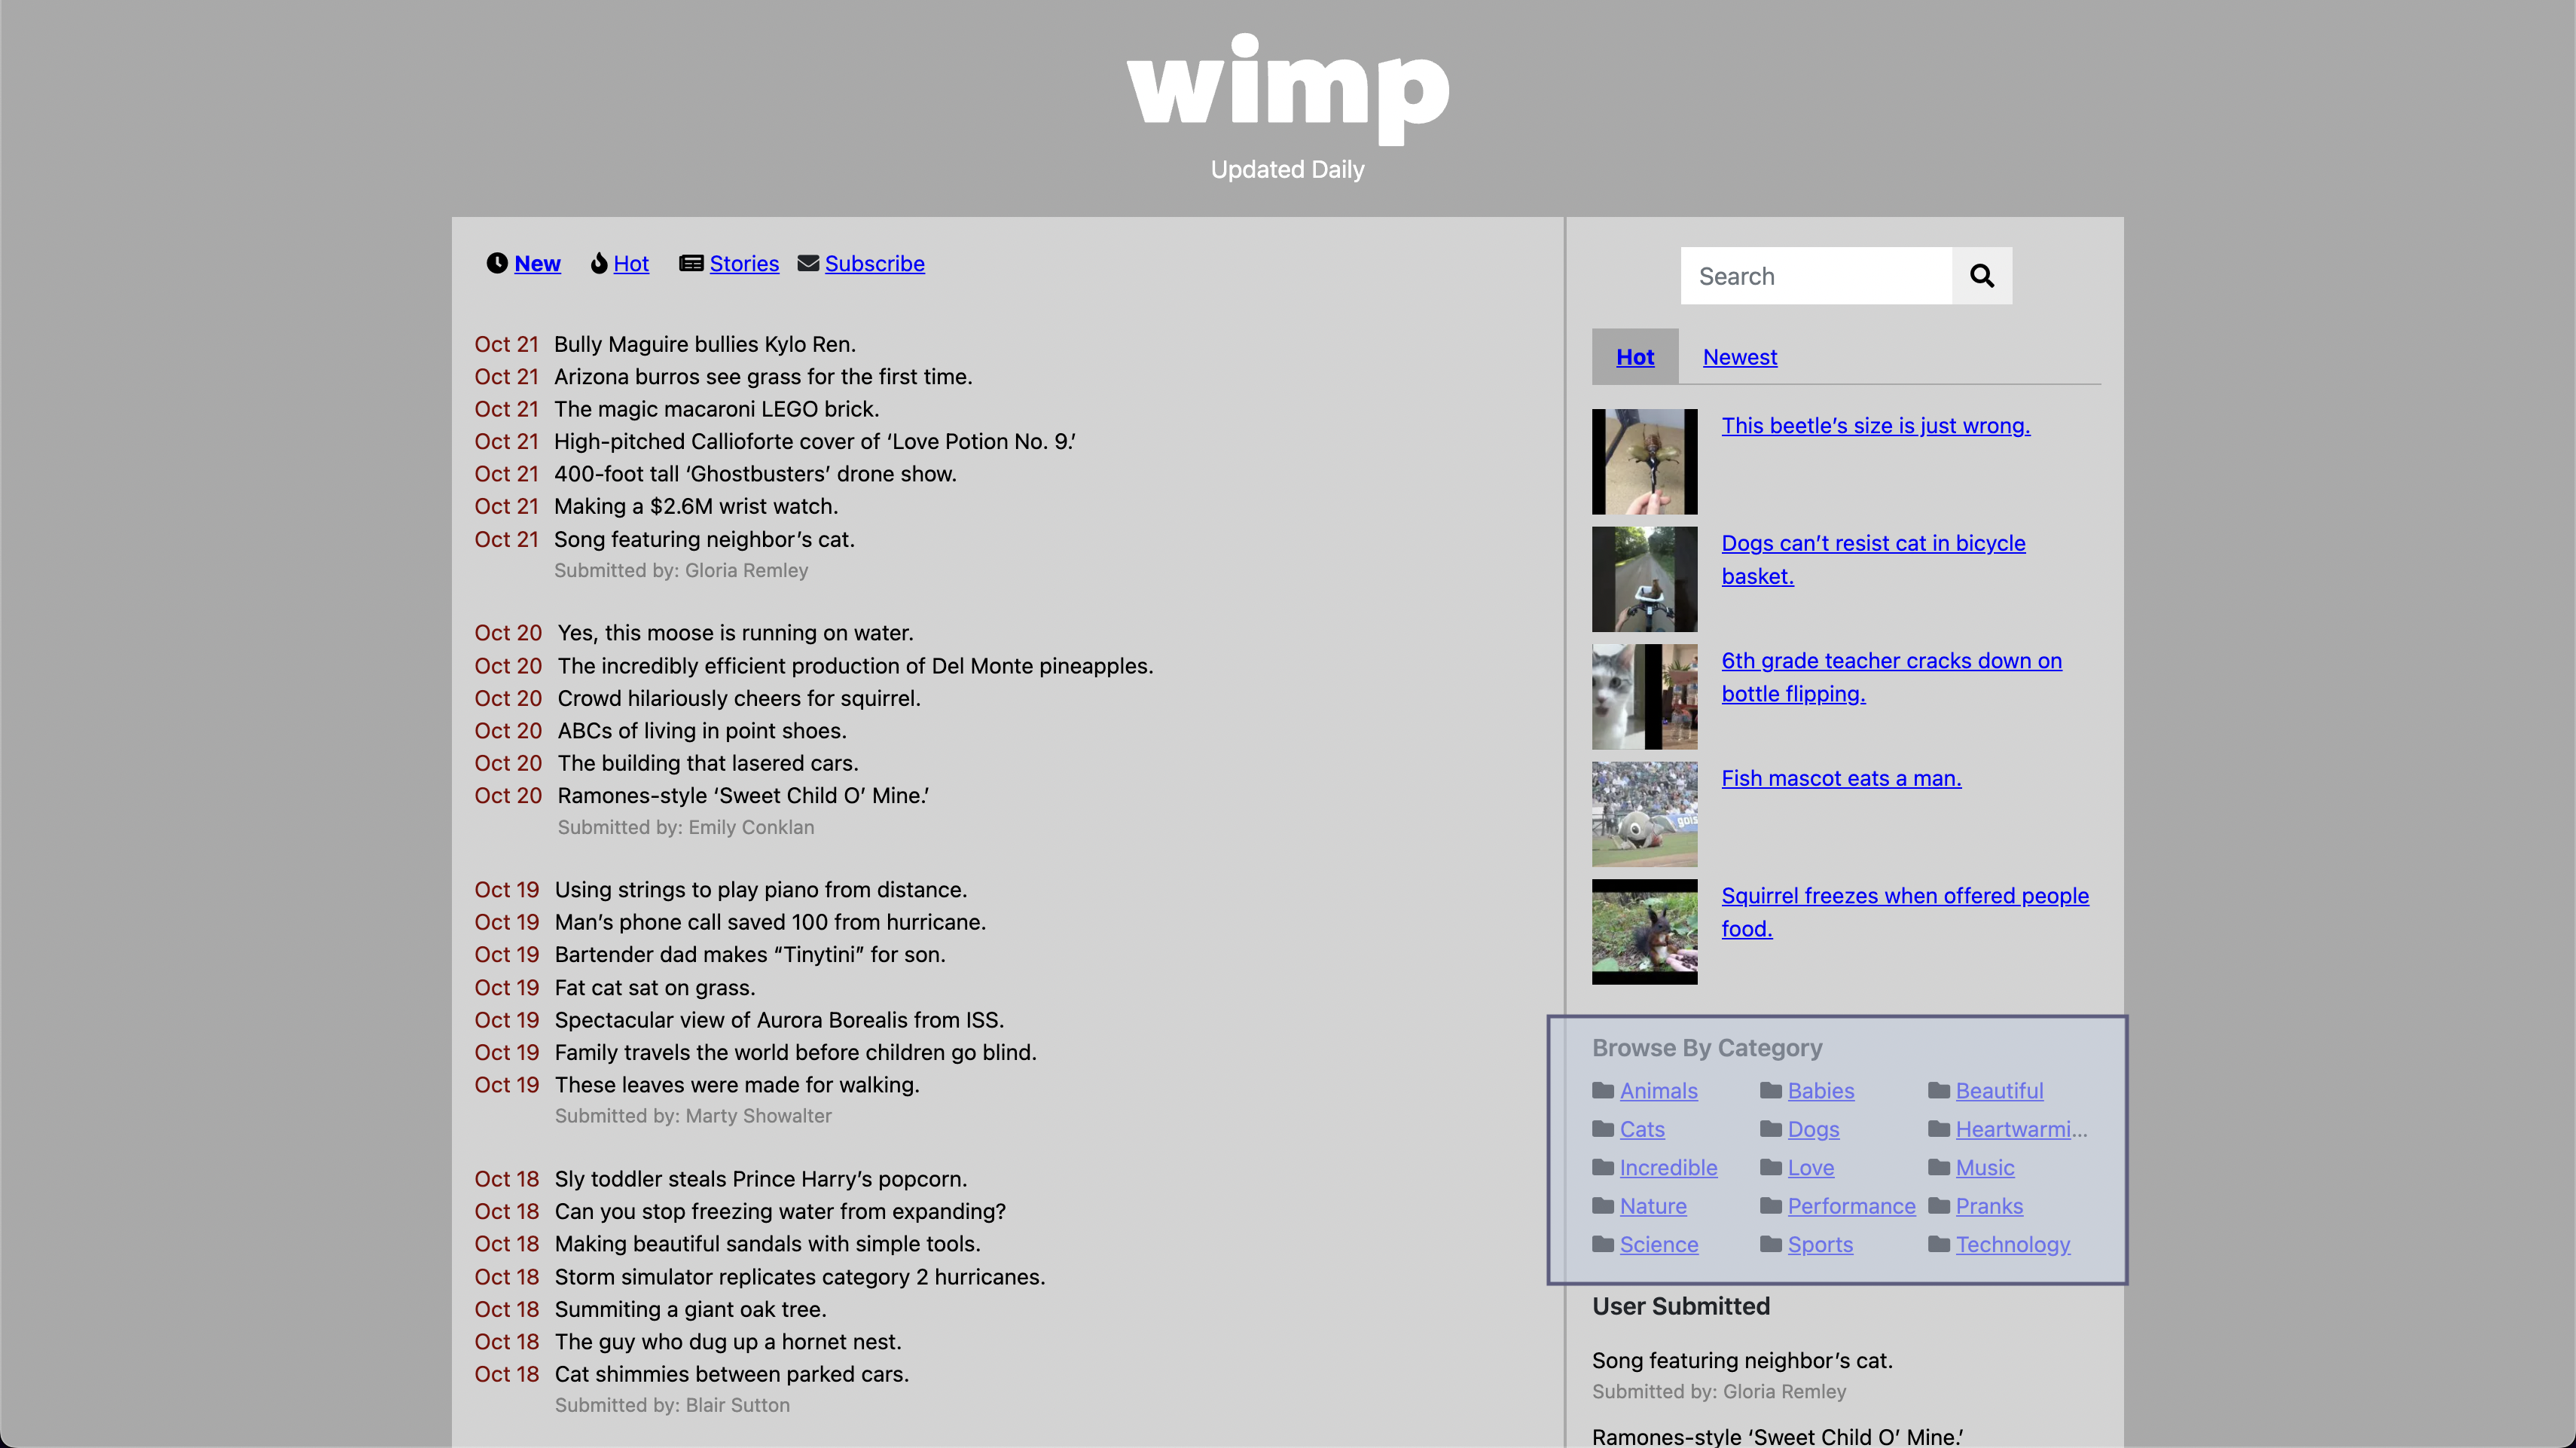 wimp
Updated Daily
New Hot Stories Subscribe
Oct 21 Bully Maguire bullies Kylo Ren.
Oct 21 Arizona burros see grass for the first time.
Oct 21 The magic macaroni LEGO brick.
Oct 21 High-pitched Callioforte cover of ‘Love Potion No. 9.’
Oct 21 400-foot tall ‘Ghostbusters’ drone show.
Oct 21 Making a $2.6M wrist watch.
Oct 21 Song featuring neighbor’s cat.
Submitted by: Gloria Remley
Oct 20 Yes, this moose is running on water.
Oct 20 The incredibly efficient production of Del Monte pineapples.
Oct 20 Crowd hilariously cheers for squirrel.
Oct 20 ABCs of living in point shoes.
Oct 20 The building that lasered cars.
Oct 20 Ramones-style ‘Sweet Child O’ Mine.’
Submitted by: Emily Conklan
Oct 19 Using strings to play piano from distance.
Oct 19 Man’s phone call saved 100 from hurricane.
Oct 19 Bartender dad makes “Tinytini” for son.
Oct 19 Fat cat sat on grass.
Oct 19 Spectacular view of Aurora Borealis from ISS.
Oct 19 Family travels the world before children go blind.
Oct 19 These leaves were made for walking.
Submitted by: Marty Showalter
Oct 18 Sly toddler steals Prince Harry’s popcorn.
Oct 18 Can you stop freezing water from expanding?
Oct 18 Making beautiful sandals with simple tools.
Oct 18 Storm simulator replicates category 2 hurricanes.
Oct 18 Summiting a giant oak tree.
Oct 18 The guy who dug up a hornet nest.
Oct 18 Cat shimmies between parked cars.
Submitted by: Blair Sutton
Search
Hot Newest
This beetle’s size is just wrong.
Dogs can’t resist cat in bicycle
basket.
6th grade teacher cracks down on
bottle flipping.
Fish mascot eats a man.
Squirrel freezes when offered people
food.
Browse By Category
Animals Babies Beautiful
Cats Dogs Heartwarmi...
Incredible Love Music
Nature Performance Pranks
Science Sports Technology
User Submitted
Song featuring neighbor’s cat.
Submitted by: Gloria Remley
Ramones-style ‘Sweet Child O’ Mine.’